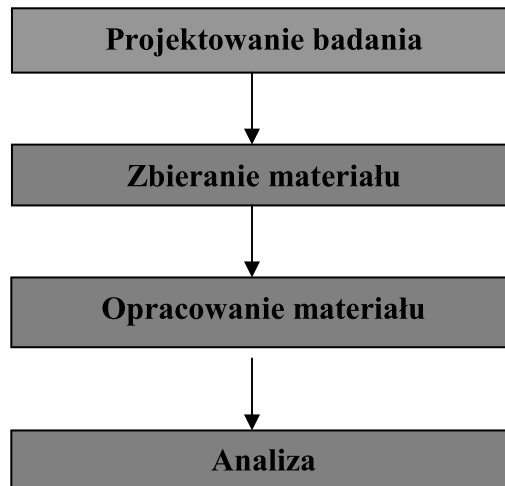 Projektowanie badania
Zbieranie materiału
Opracowanie materiału
Analiza